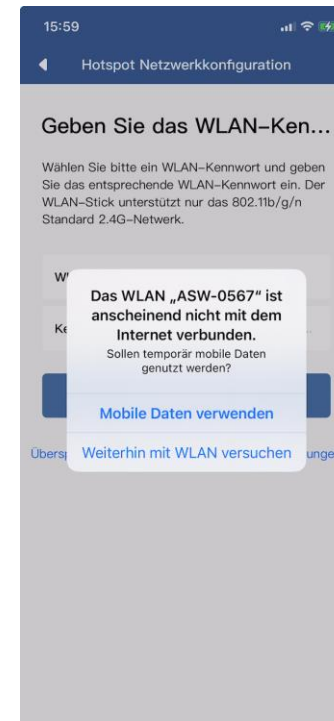 15:59
Hotspot Netzwerkkonfiguration
Geben Sie das WLAN–Ken...
Wählen Sie bitte ein WLAN–Kennwort und geben
Sie das entsprechende WLAN–Kennwort ein. Der
WLAN–Stick unterstützt nur das 802.11b/g/n
Standard 2.4G–Netwerk.
Das WLAN „ASW-0567“ ist
anscheinend nicht mit dem
Internet verbunden.
Sollen temporär mobile Daten
genutzt werden?
Mobile Daten verwenden
Weiterhin mit WLAN versuchen